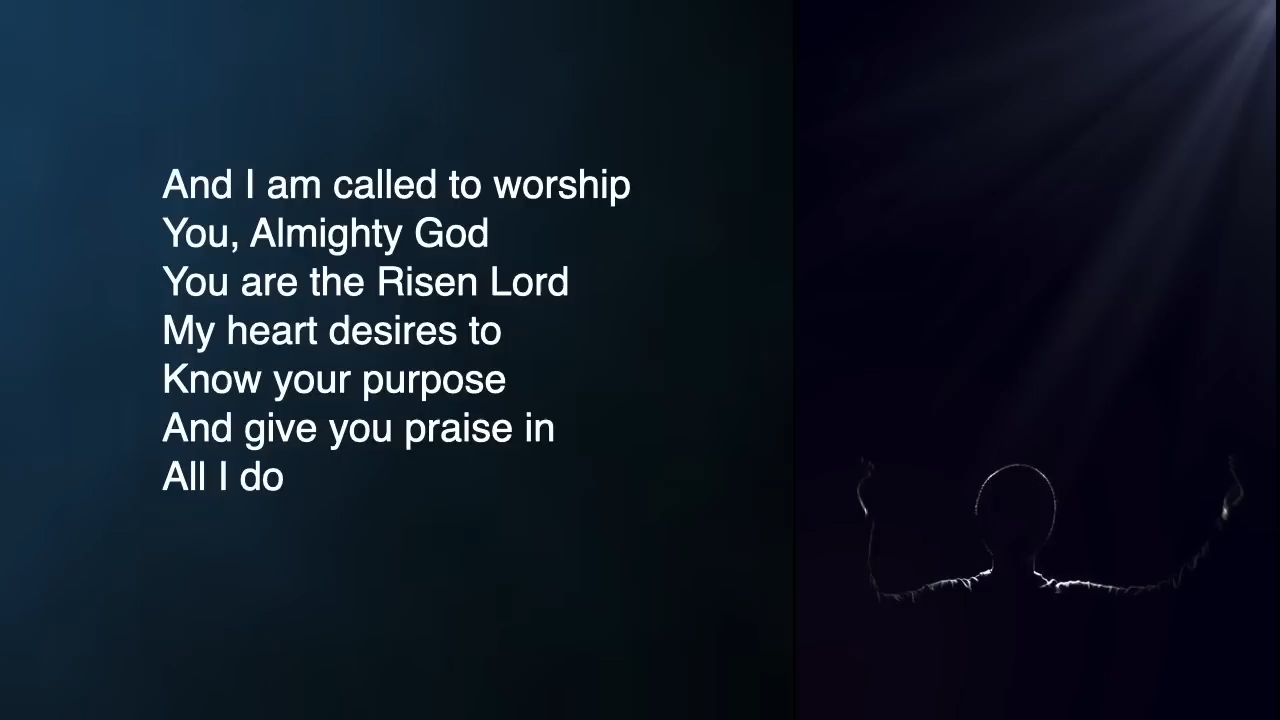 And I am called to worship
You, Almighty God
You are the Risen Lord
My heart desires to
Know your purpose
And give you praise in
All I do